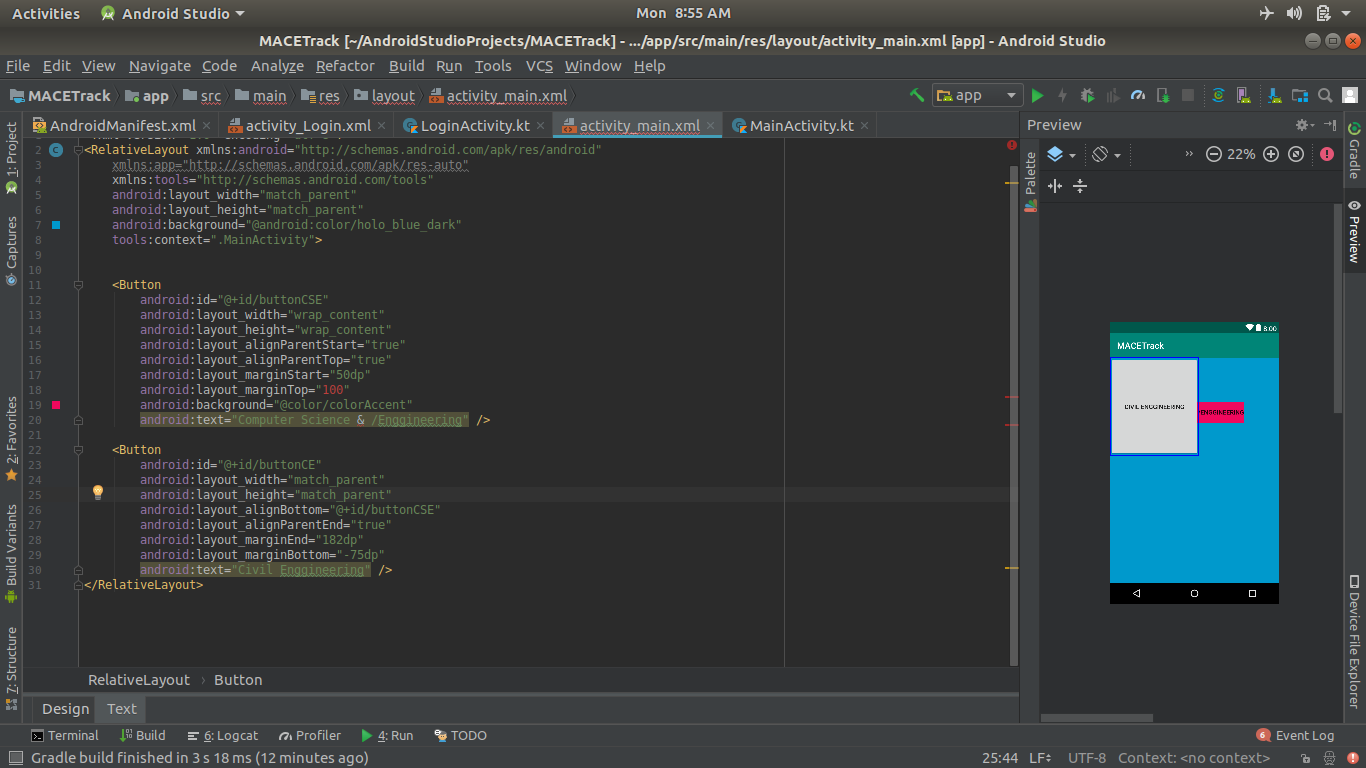 Activities Android Studio Mon 8:55 AM
MACETrack [~/AndroidStudioProjects/MACETrack] - .../app/src/main/res/layout/activity_main.xml [app] - Android Studio
File Edit View Navigate Code Analyze Refactor Build Run Tools VCS Window Help
MACETrack app src main res layout activity_main.xml app
AndroidManifest.xml activity_Login.xml LoginActivity.kt activity_main.xml MainActivity.kt Preview
1: Project
Captures
2: Favorites
Build Variants
7: Structure
2 <RelativeLayout xmlns:android="http://schemas.android.com/apk/res/android"
3 xmlns:app="http://schemas.android.com/apk/res-auto"
4 xmlns:tools="http://schemas.android.com/tools"
5 android:layout_width="match_parent"
6 android:layout_height="match_parent"
7 android:background="@android:color/holo_blue_dark"
8 tools:context=".MainActivity">
9
10
11 <Button
12 android:id="@+id/buttonCSE"
13 android:layout_width="wrap_content"
14 android:layout_height="wrap_content"
15 android:layout_alignParentStart="true"
16 android:layout_alignParentTop="true"
17 android:layout_marginStart="50dp"
18 android:layout_marginTop="100"
19 android:background="@color/colorAccent"
20 android:text="Computer Science & /Enggineering" />
21
22 <Button
23 android:id="@+id/buttonCE"
24 android:layout_width="match_parent"
25 android:layout_height="match_parent"
26 android:layout_alignBottom="@+id/buttonCSE"
27 android:layout_alignParentEnd="true"
28 android:layout_marginEnd="182dp"
29 android:layout_marginBottom="-75dp"
30 android:text="Civil Enggineering" />
31 </RelativeLayout>
Palette
22%
8:00
MACETrack
CIVIL ENGGINEERING
ENGGINEERING
Gradle
Preview
Device File Explorer
RelativeLayout › Button
Design Text
Terminal Build 6: Logcat Profiler 4: Run TODO 6 Event Log
Gradle build finished in 3 s 18 ms (12 minutes ago) 25:44 LF UTF-8 Context: <no context>